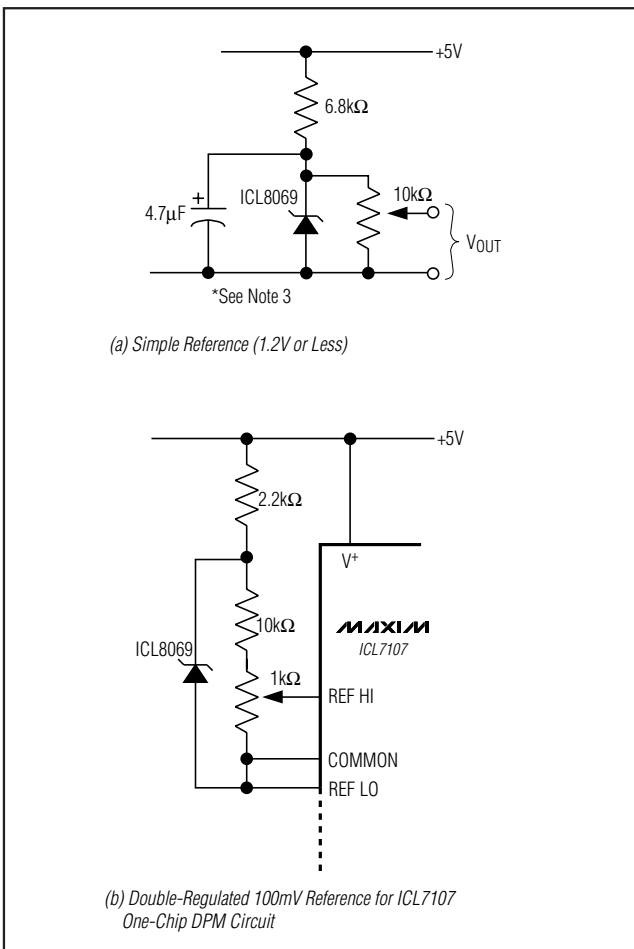 +5V
6.8kΩ
ICL8069
10kΩ
+
4.7µF
VOUT
*See Note 3
(a) Simple Reference (1.2V or Less)
+5V
2.2kΩ
V+
10kΩ
MAXIM
ICL7107
ICL8069
1kΩ
REF HI
COMMON
REF LO
(b) Double-Regulated 100mV Reference for ICL7107
One-Chip DPM Circuit